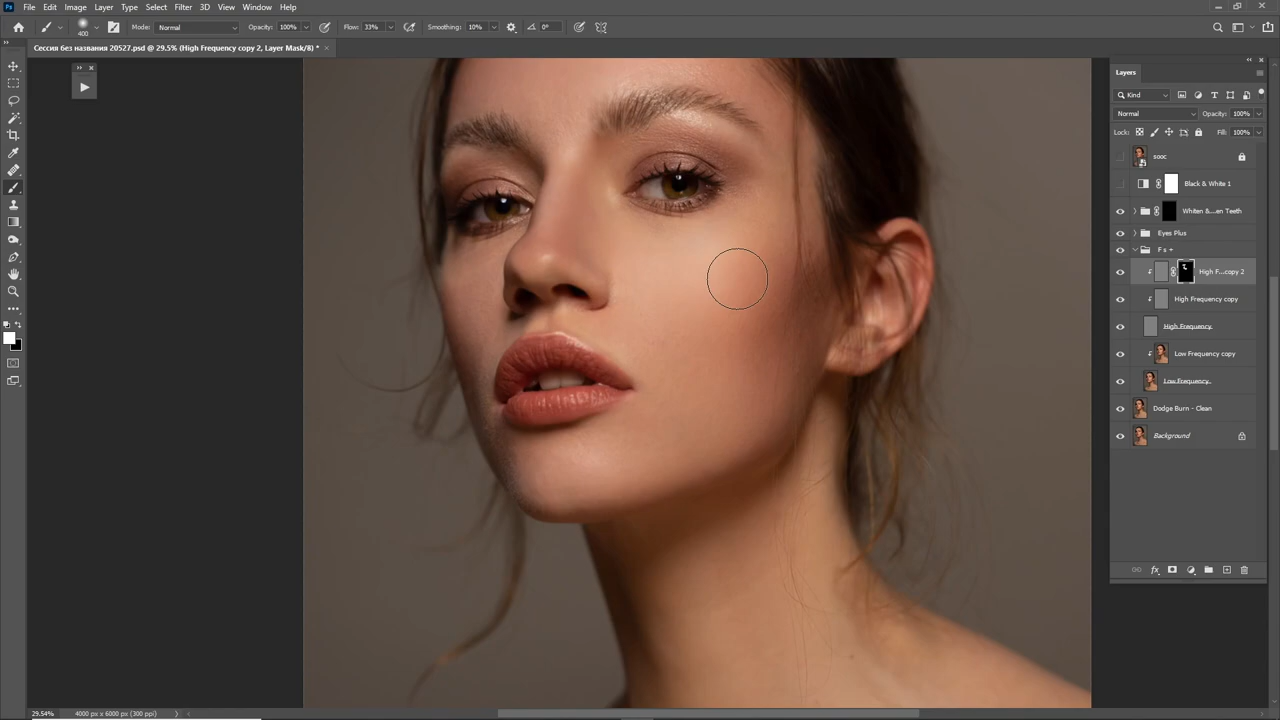 Ps File Edit Image Layer Type Select Filter 3D View Window Help
400 Mode: Normal Opacity: 100% Flow: 33% Smoothing: 10% 0°
Сессия без названия 20527.psd @ 29.5% (High Frequency copy 2, Layer Mask/8) *
Layers
Kind
Normal Opacity: 100%
Lock: Fill: 100%
sooc
Black & White 1
Whiten &...en Teeth
Eyes Plus
F s +
High F...copy 2
High Frequency copy
High Frequency
Low Frequency copy
Low Frequency
Dodge Burn - Clean
Background
29.54% 4000 px x 6000 px (300 ppi)